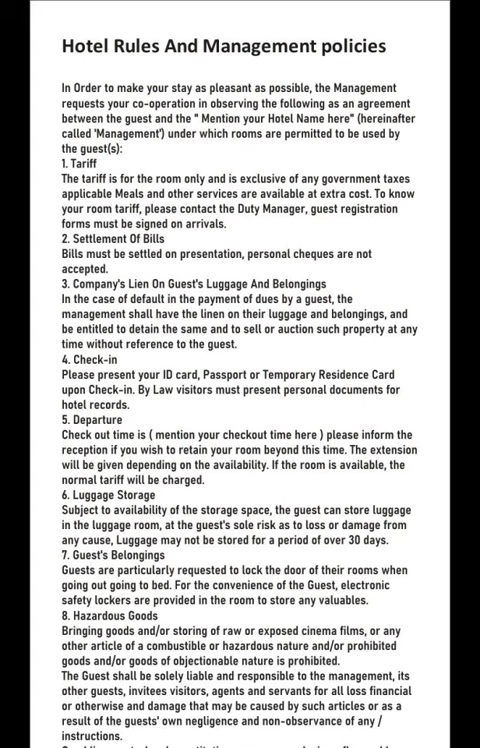 Hotel Rules And Management policies
In Order to make your stay as pleasant as possible, the Management
requests your co-operation in observing the following as an agreement
between the guest and the " Mention your Hotel Name here" (hereinafter
called 'Management') under which rooms are permitted to be used by
the guest(s):
1. Tariff
The tariff is for the room only and is exclusive of any government taxes
applicable Meals and other services are available at extra cost. To know
your room tariff, please contact the Duty Manager, guest registration
forms must be signed on arrivals.
2. Settlement Of Bills
Bills must be settled on presentation, personal cheques are not
accepted.
3. Company's Lien On Guest's Luggage And Belongings
In the case of default in the payment of dues by a guest, the
management shall have the linen on their luggage and belongings, and
be entitled to detain the same and to sell or auction such property at any
time without reference to the guest.
4. Check-in
Please present your ID card, Passport or Temporary Residence Card
upon Check-in. By Law visitors must present personal documents for
hotel records.
5. Departure
Check out time is ( mention your checkout time here ) please inform the
reception if you wish to retain your room beyond this time. The extension
will be given depending on the availability. If the room is available, the
normal tariff will be charged.
6. Luggage Storage
Subject to availability of the storage space, the guest can store luggage
in the luggage room, at the guest's sole risk as to loss or damage from
any cause, Luggage may not be stored for a period of over 30 days.
7. Guest's Belongings
Guests are particularly requested to lock the door of their rooms when
going out going to bed. For the convenience of the Guest, electronic
safety lockers are provided in the room to store any valuables.
8. Hazardous Goods
Bringing goods and/or storing of raw or exposed cinema films, or any
other article of a combustible or hazardous nature and/or prohibited
goods and/or goods of objectionable nature is prohibited.
The Guest shall be solely liable and responsible to the management, its
other guests, invitees visitors, agents and servants for all loss financial
or otherwise and damage that may be caused by such articles or as a
result of the guests' own negligence and non-observance of any /
instructions.